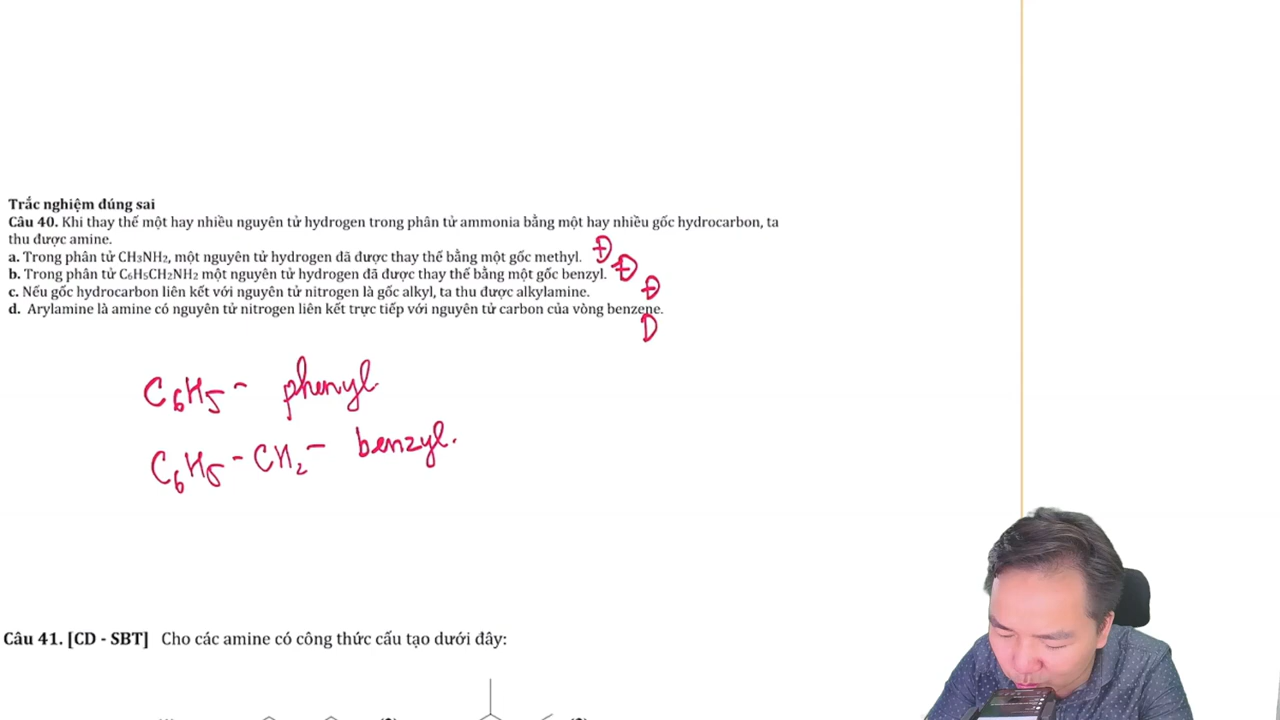 Trắc nghiệm đúng sai
Câu 40. Khi thay thế một hay nhiều nguyên tử hydrogen trong phân tử ammonia bằng một hay nhiều gốc hydrocarbon, ta
thu được amine.
a. Trong phân tử CH₃NH₂, một nguyên tử hydrogen đã được thay thế bằng một gốc methyl. Đ
b. Trong phân tử C₆H₅CH₂NH₂ một nguyên tử hydrogen đã được thay thế bằng một gốc benzyl. Đ
c. Nếu gốc hydrocarbon liên kết với nguyên tử nitrogen là gốc alkyl, ta thu được alkylamine. Đ
d. Arylamine là amine có nguyên tử nitrogen liên kết trực tiếp với nguyên tử carbon của vòng benzene.
D
C₆H₅- phenyl
C₆H₅-CH₂- benzyl.
Câu 41. [CD - SBT] Cho các amine có công thức cấu tạo dưới đây: